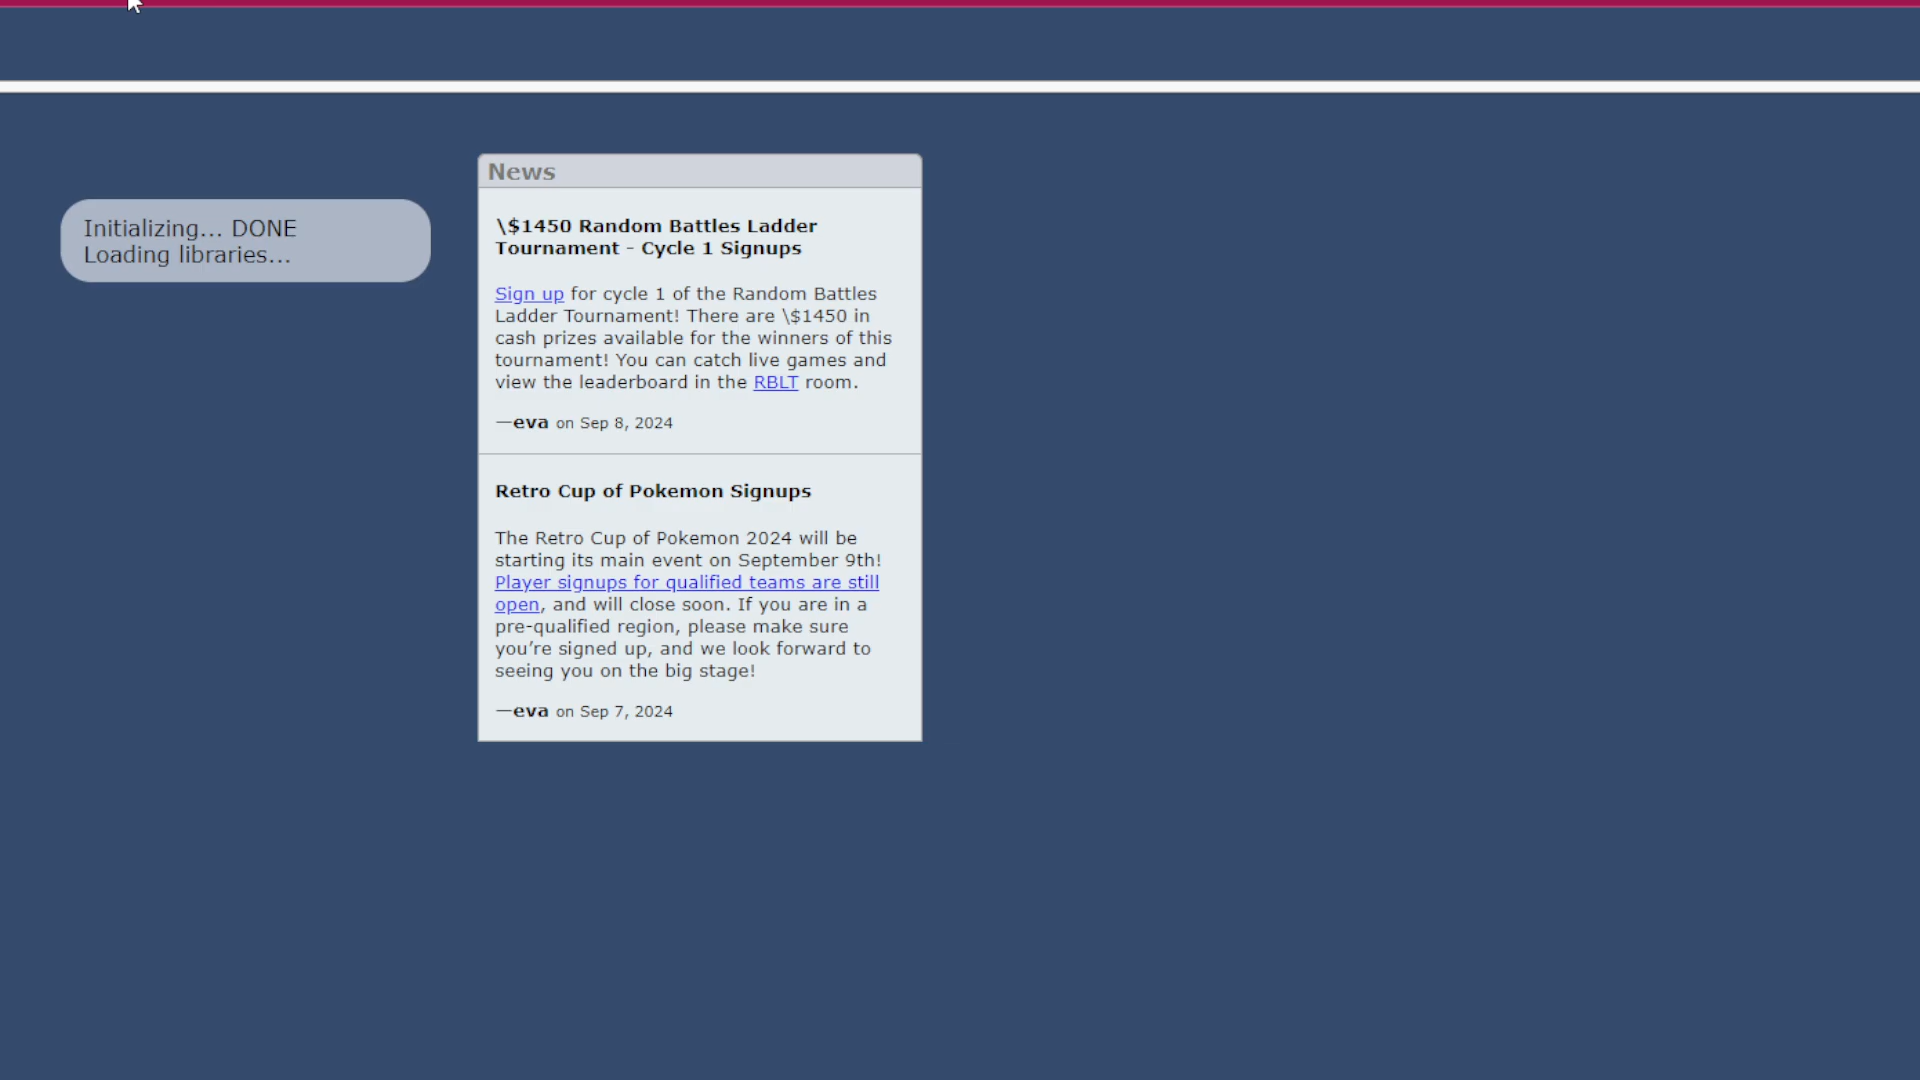 News
Initializing... DONE
Loading libraries...
\$1450 Random Battles Ladder
Tournament - Cycle 1 Signups
Sign up for cycle 1 of the Random Battles
Ladder Tournament! There are \$1450 in
cash prizes available for the winners of this
tournament! You can catch live games and
view the leaderboard in the RBLT room.
—eva on Sep 8, 2024
Retro Cup of Pokemon Signups
The Retro Cup of Pokemon 2024 will be
starting its main event on September 9th!
Player signups for qualified teams are still
open, and will close soon. If you are in a
pre-qualified region, please make sure
you’re signed up, and we look forward to
seeing you on the big stage!
—eva on Sep 7, 2024